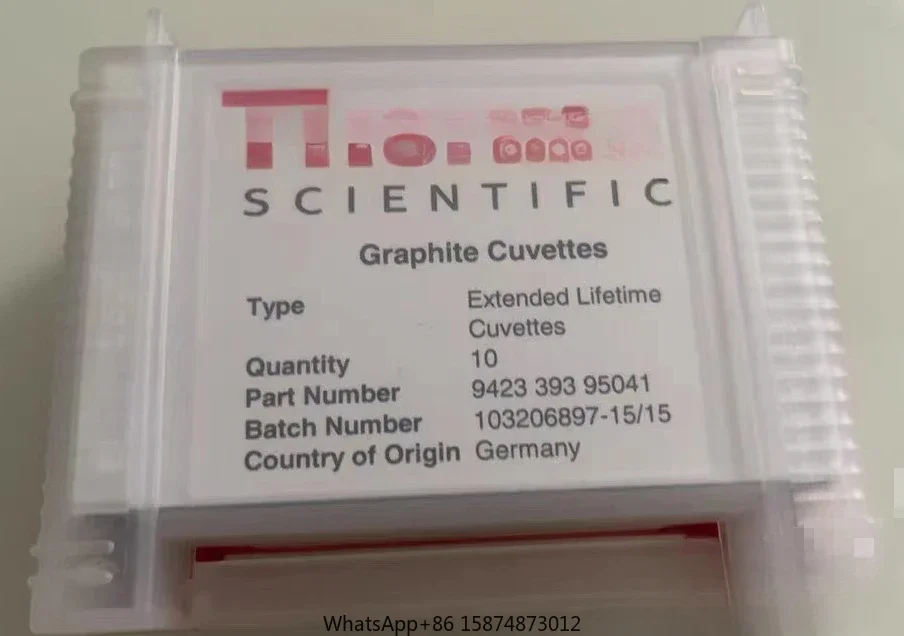 SCIENTIFIC
Graphite Cuvettes
Type Extended Lifetime
Cuvettes
Quantity 10
Part Number 9423 393 95041
Batch Number 103206897-15/15
Country of Origin Germany
WhatsApp+86 15874873012